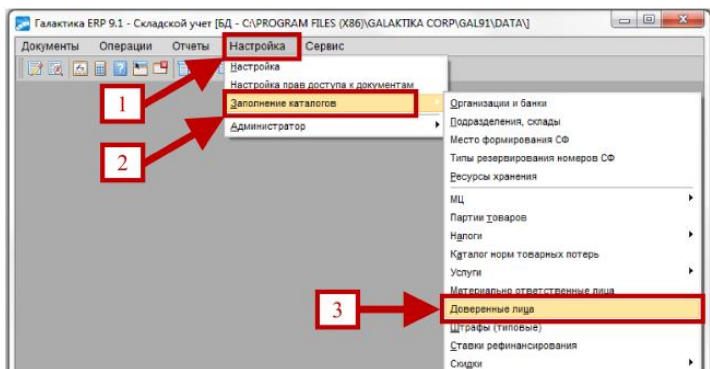 Галактика ERP 9.1 - Складской учет [БД - C:\PROGRAM FILES (X86)\GALAKTIKA CORP\GAL91\DATA\]
Документы Операции Отчеты Настройка Сервис
Настройка
Настройка прав доступа к документам
Заполнение каталогов
Администратор
1
2
Организации и банки
Подразделения, склады
Место формирования СФ
Типы резервирования номеров СФ
Ресурсы хранения
МЦ
Партии товаров
Налоги
Каталог норм товарных потерь
Услуги
Материально ответственные лица
3
Доверенные лица
Штрафы (типовые)
Ставки рефинансирования
Скидки